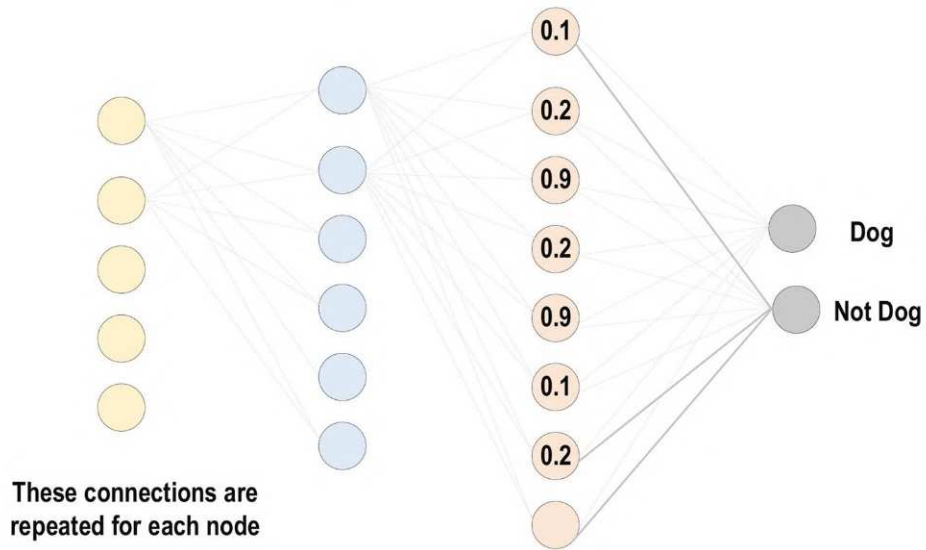 0.1
0.2
0.9
0.2
0.9
0.1
0.2
Dog
Not Dog
These connections are
repeated for each node